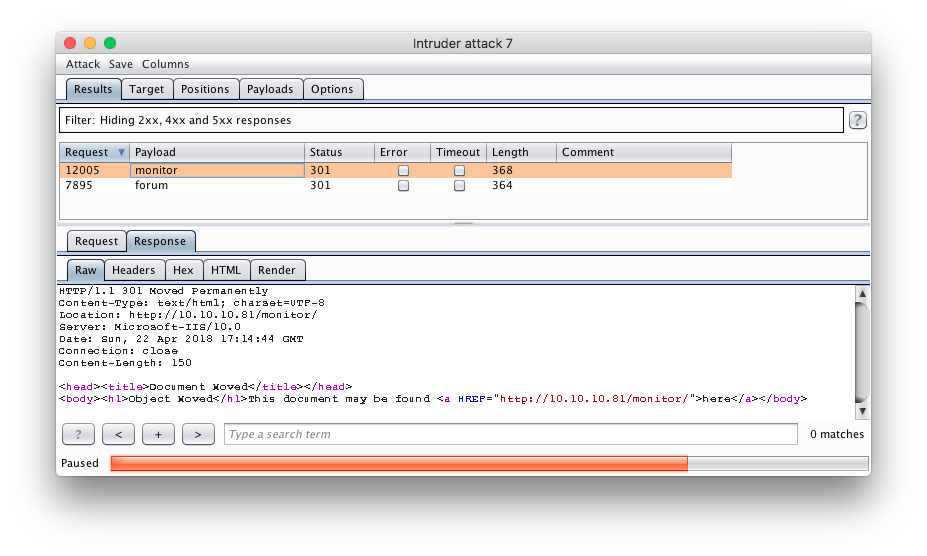 Intruder attack 7
Attack Save Columns
Results Target Positions Payloads Options
Filter: Hiding 2xx, 4xx and 5xx responses ?
Request Payload Status Error Timeout Length Comment
12005 monitor 301 368
7895 forum 301 364
Request Response
Raw Headers Hex HTML Render
HTTP/1.1 301 Moved Permanently
Content-Type: text/html; charset=UTF-8
Location: http://10.10.10.81/monitor/
Server: Microsoft-IIS/10.0
Date: Sun, 22 Apr 2018 17:14:44 GMT
Connection: close
Content-Length: 150
<head><title>Document Moved</title></head>
<body><h1>Object Moved</h1>This document may be found <a HREF="http://10.10.10.81/monitor/">here</a></body>
? < + > Type a search term 0 matches
Paused